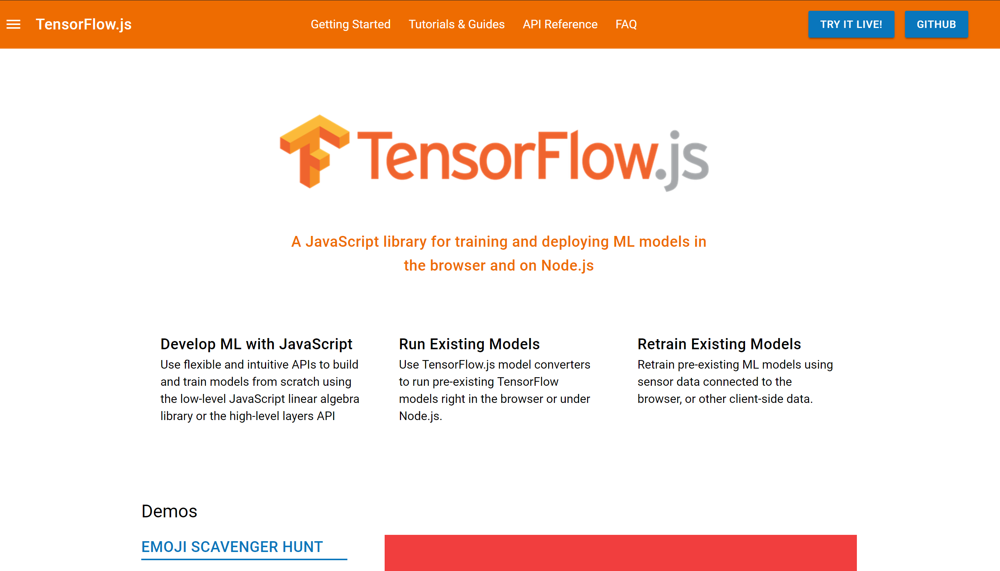 TensorFlow.js
Getting Started
Tutorials & Guides
API Reference
FAQ
TRY IT LIVE!
GITHUB
TensorFlow.js
A JavaScript library for training and deploying ML models in
the browser and on Node.js
Develop ML with JavaScript
Use flexible and intuitive APIs to build
and train models from scratch using
the low-level JavaScript linear algebra
library or the high-level layers API
Run Existing Models
Use TensorFlow.js model converters
to run pre-existing TensorFlow
models right in the browser or under
Node.js.
Retrain Existing Models
Retrain pre-existing ML models using
sensor data connected to the
browser, or other client-side data.
Demos
EMOJI SCAVENGER HUNT